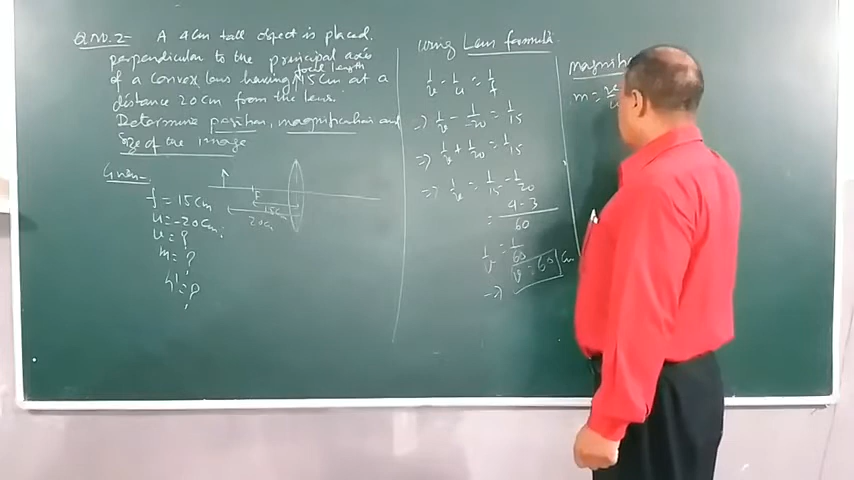 Q.NO.2- A 4cm tall object is placed
perpendicular to the principal axis
focal length
of a convex lens having 15cm at a
distance 20cm from the lens.
Determine position, magnification and
size of the image
Given-
f = 15cm
u = -20cm
v = ?
m = ?
h' = ?
F
15cm
20cm
using Lens formula
1/v - 1/u = 1/f
⇒ 1/v - 1/-20 = 1/15
⇒ 1/v + 1/20 = 1/15
⇒ 1/v = 1/15 - 1/20
= 4-3/60
1/v = 1/60
⇒ v = 60 cm
m = v/u